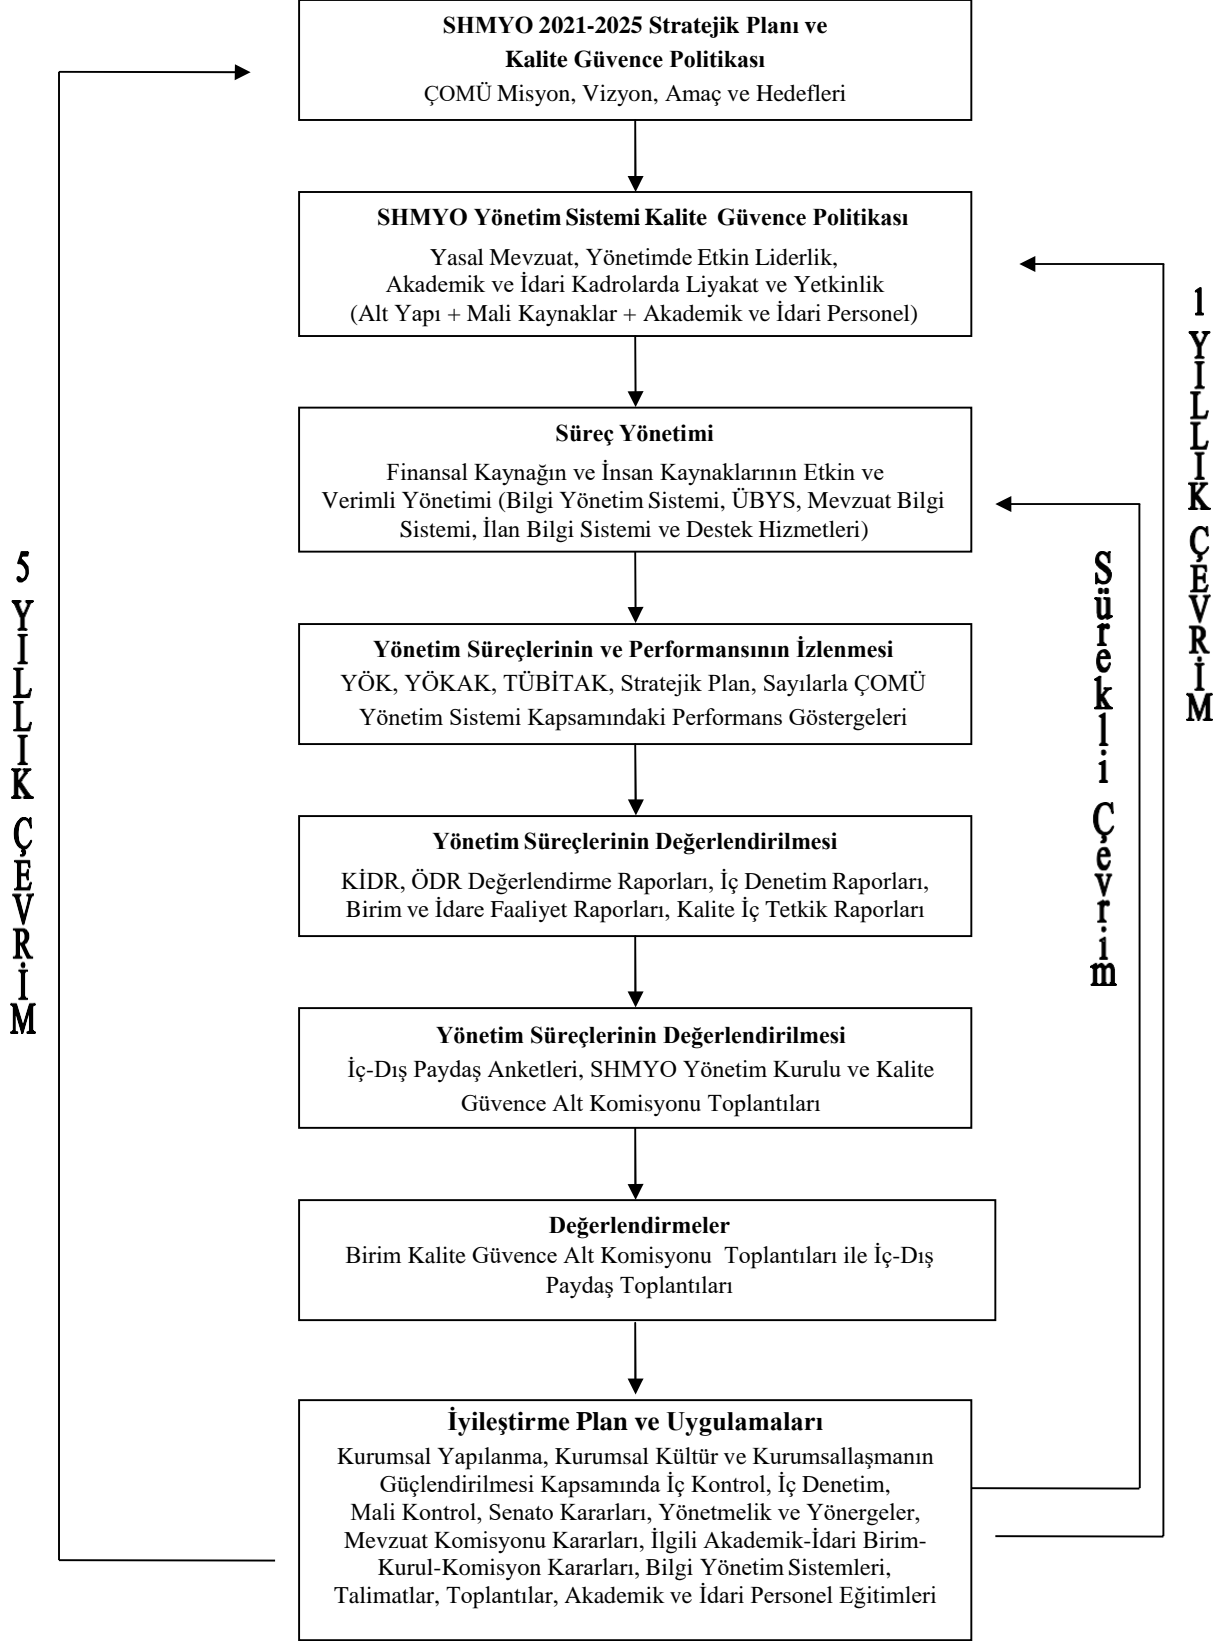 SHMYO 2021-2025 Stratejik Planı ve
Kalite Güvence Politikası
ÇOMÜ Misyon, Vizyon, Amaç ve Hedefleri
SHMYO Yönetim Sistemi Kalite Güvence Politikası
Yasal Mevzuat, Yönetimde Etkin Liderlik,
Akademik ve İdari Kadrolarda Liyakat ve Yetkinlik
(Alt Yapı + Mali Kaynaklar + Akademik ve İdari Personel)
Süreç Yönetimi
Finansal Kaynağın ve İnsan Kaynaklarının Etkin ve
Verimli Yönetimi (Bilgi Yönetim Sistemi, ÜBYS, Mevzuat Bilgi
Sistemi, İlan Bilgi Sistemi ve Destek Hizmetleri)
Yönetim Süreçlerinin ve Performansının İzlenmesi
YÖK, YÖKAK, TÜBİTAK, Stratejik Plan, Sayılarla ÇOMÜ
Yönetim Sistemi Kapsamındaki Performans Göstergeleri
Yönetim Süreçlerinin Değerlendirilmesi
KİDR, ÖDR Değerlendirme Raporları, İç Denetim Raporları,
Birim ve İdare Faaliyet Raporları, Kalite İç Tetkik Raporları
Yönetim Süreçlerinin Değerlendirilmesi
İç-Dış Paydaş Anketleri, SHMYO Yönetim Kurulu ve Kalite
Güvence Alt Komisyonu Toplantıları
Değerlendirmeler
Birim Kalite Güvence Alt Komisyonu Toplantıları ile İç-Dış
Paydaş Toplantıları
İyileştirme Plan ve Uygulamaları
Kurumsal Yapılanma, Kurumsal Kültür ve Kurumsallaşmanın
Güçlendirilmesi Kapsamında İç Kontrol, İç Denetim,
Mali Kontrol, Senato Kararları, Yönetmelik ve Yönergeler,
Mevzuat Komisyonu Kararları, İlgili Akademik-İdari Birim-
Kurul-Komisyon Kararları, Bilgi Yönetim Sistemleri,
Talimatlar, Toplantılar, Akademik ve İdari Personel Eğitimleri
5 YILLIK ÇEVRİM
Sürekli Çevrim
1 YILLIK ÇEVRİM